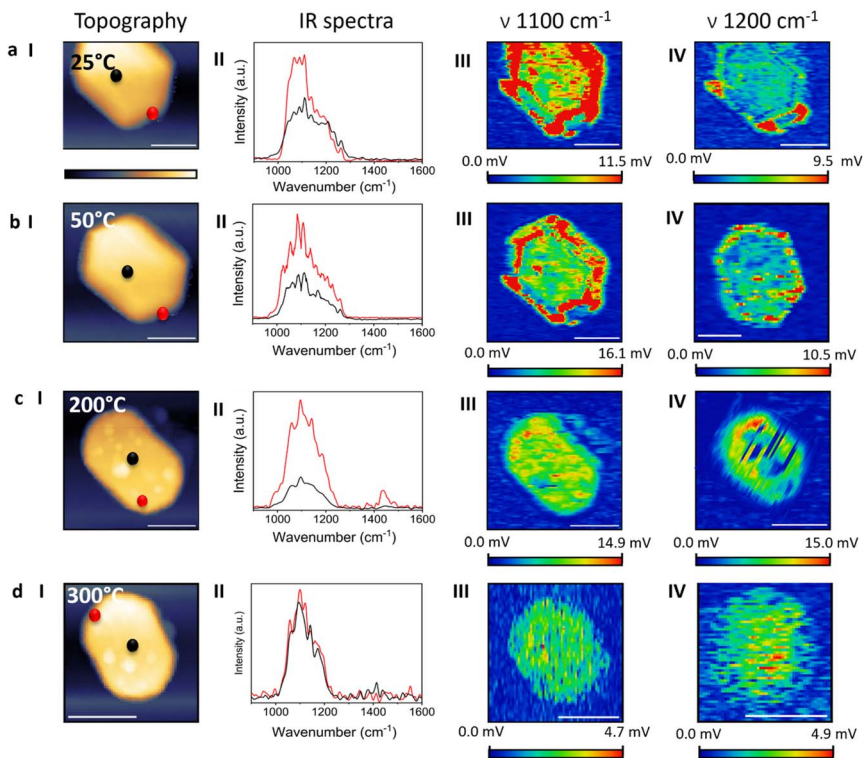 Topography IR spectra ν 1100 cm⁻¹ ν 1200 cm⁻¹
a I 25°C II III IV
Intensity (a.u.)
1000 1200 1400 1600
Wavenumber (cm⁻¹)
0.0 mV 11.5 mV
0.0 mV 9.5 mV
b I 50°C II III IV
Intensity (a.u.)
1000 1200 1400 1600
Wavenumber (cm⁻¹)
0.0 mV 16.1 mV
0.0 mV 10.5 mV
c I 200°C II III IV
Intensity (a.u.)
1000 1200 1400 1600
Wavenumber (cm⁻¹)
0.0 mV 14.9 mV
0.0 mV 15.0 mV
d I 300°C II III IV
Intensity (a.u.)
1000 1200 1400 1600
Wavenumber (cm⁻¹)
0.0 mV 4.7 mV
0.0 mV 4.9 mV